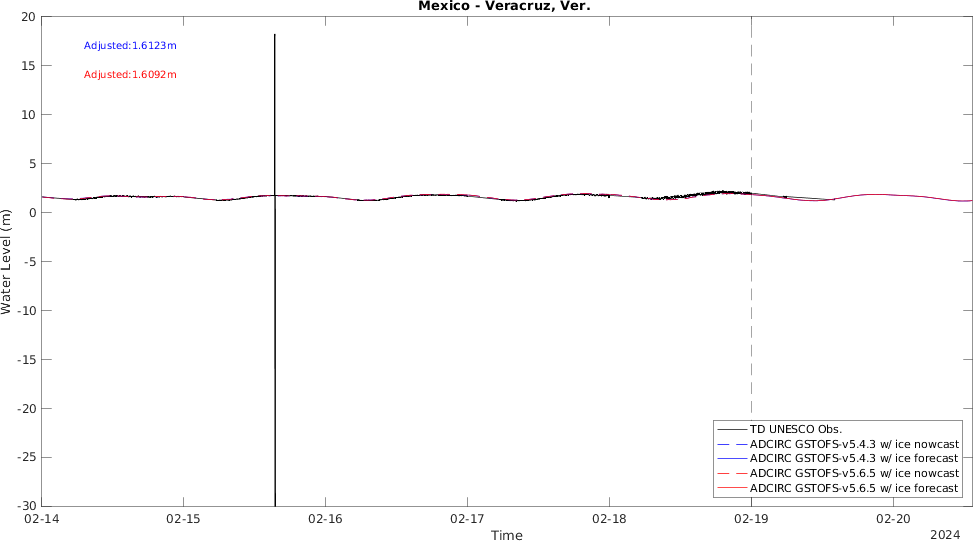 Mexico - Veracruz, Ver.
Adjusted:1.6123m
Adjusted:1.6092m
20
15
10
5
0
-5
-10
-15
-20
-25
-30
Water Level (m)
TD UNESCO Obs.
ADCIRC GSTOFS-v5.4.3 w/ ice nowcast
ADCIRC GSTOFS-v5.4.3 w/ ice forecast
ADCIRC GSTOFS-v5.6.5 w/ ice nowcast
ADCIRC GSTOFS-v5.6.5 w/ ice forecast
02-14 02-15 02-16 02-17 02-18 02-19 02-20
Time
2024